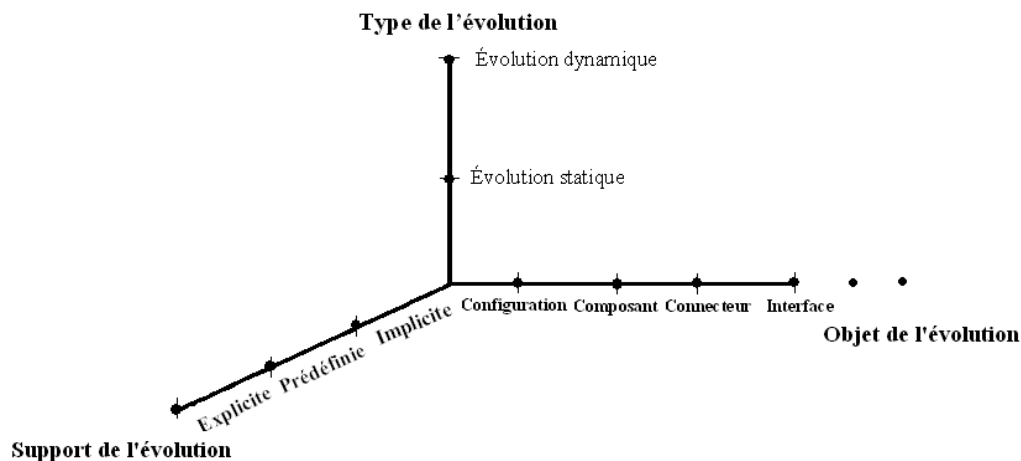 Type de l'évolution
Évolution dynamique
Évolution statique
Configuration Composant Connecteur Interface
Objet de l'évolution
Explicite Prédéfinie Implicite
Support de l'évolution